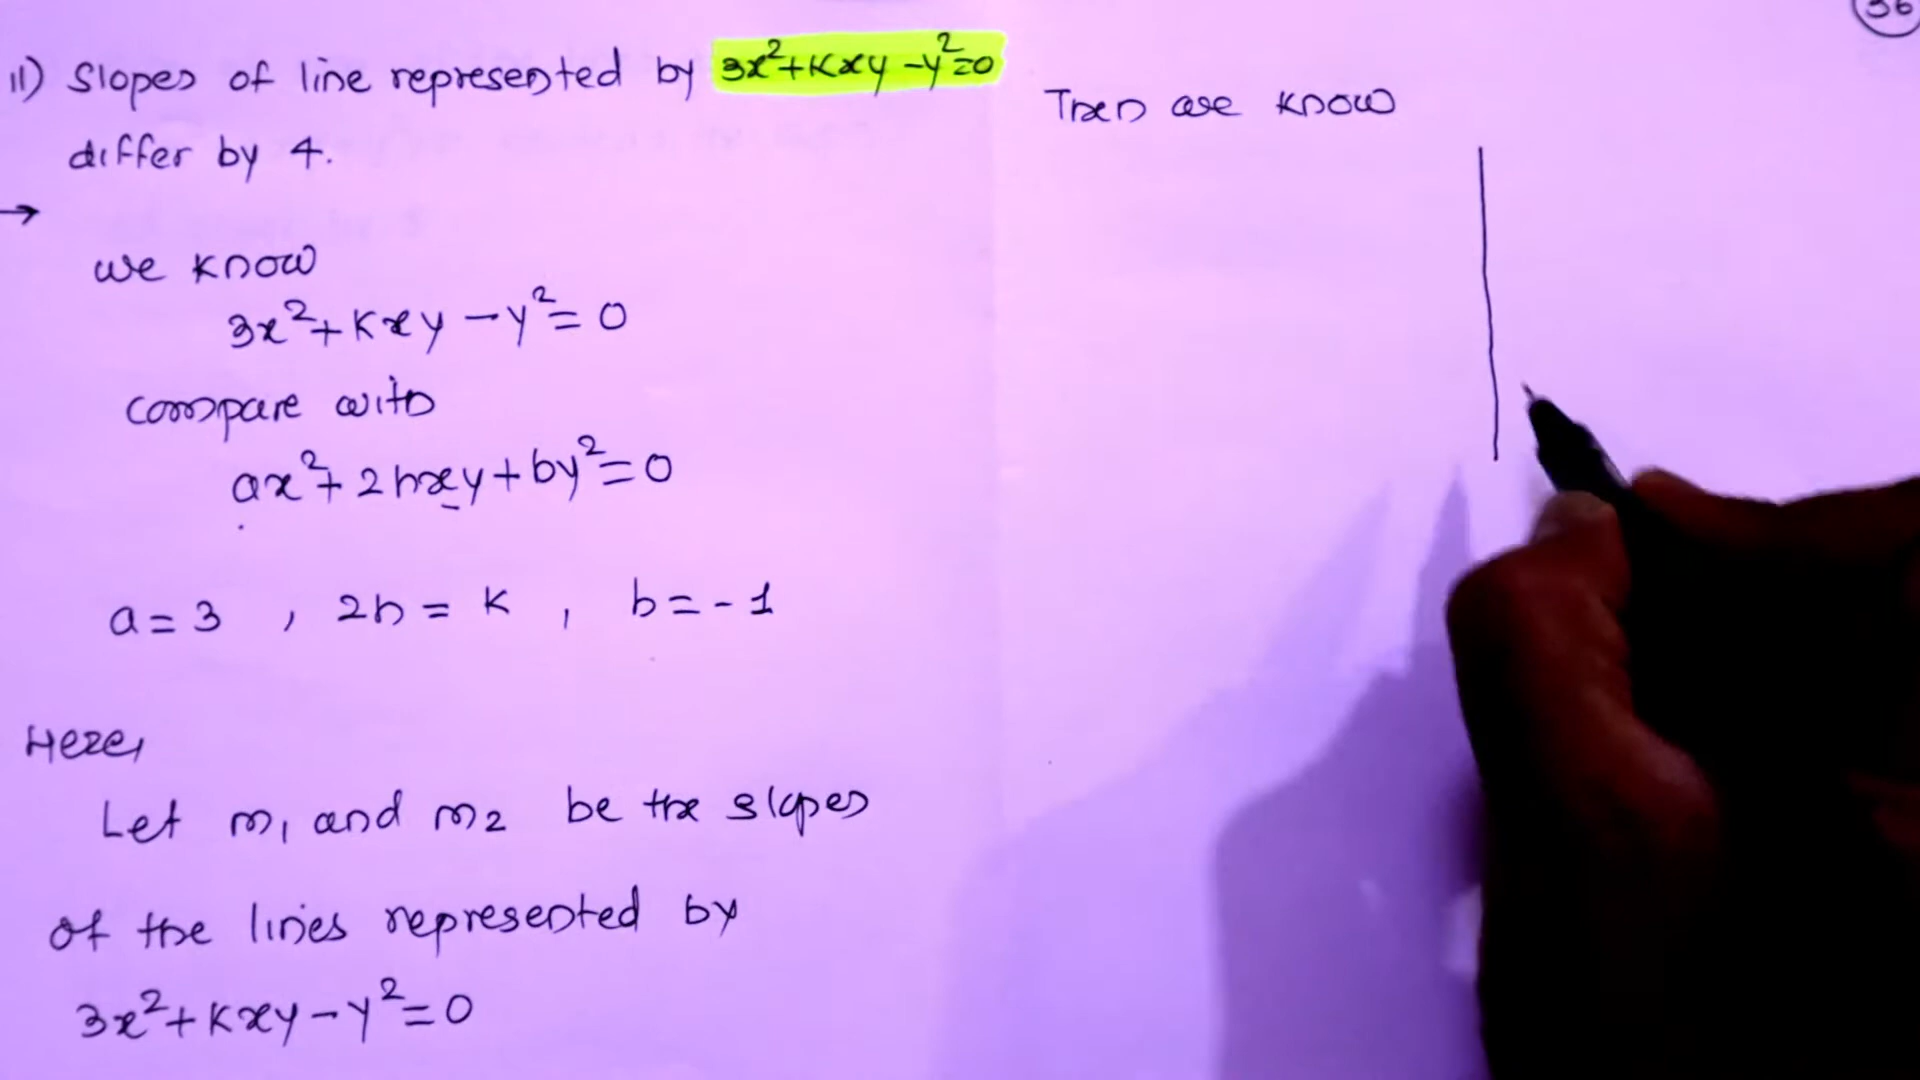 11) Slopes of line represented by 3x²+Kxy-y²=0
differ by 4.
→
we know
3x²+Kxy-y²=0
compare with
ax²+2hxy+by²=0
a=3 , 2h=K , b=-1
Here,
Let m₁ and m₂ be the slopes
of the lines represented by
3x²+Kxy-y²=0
Then we know